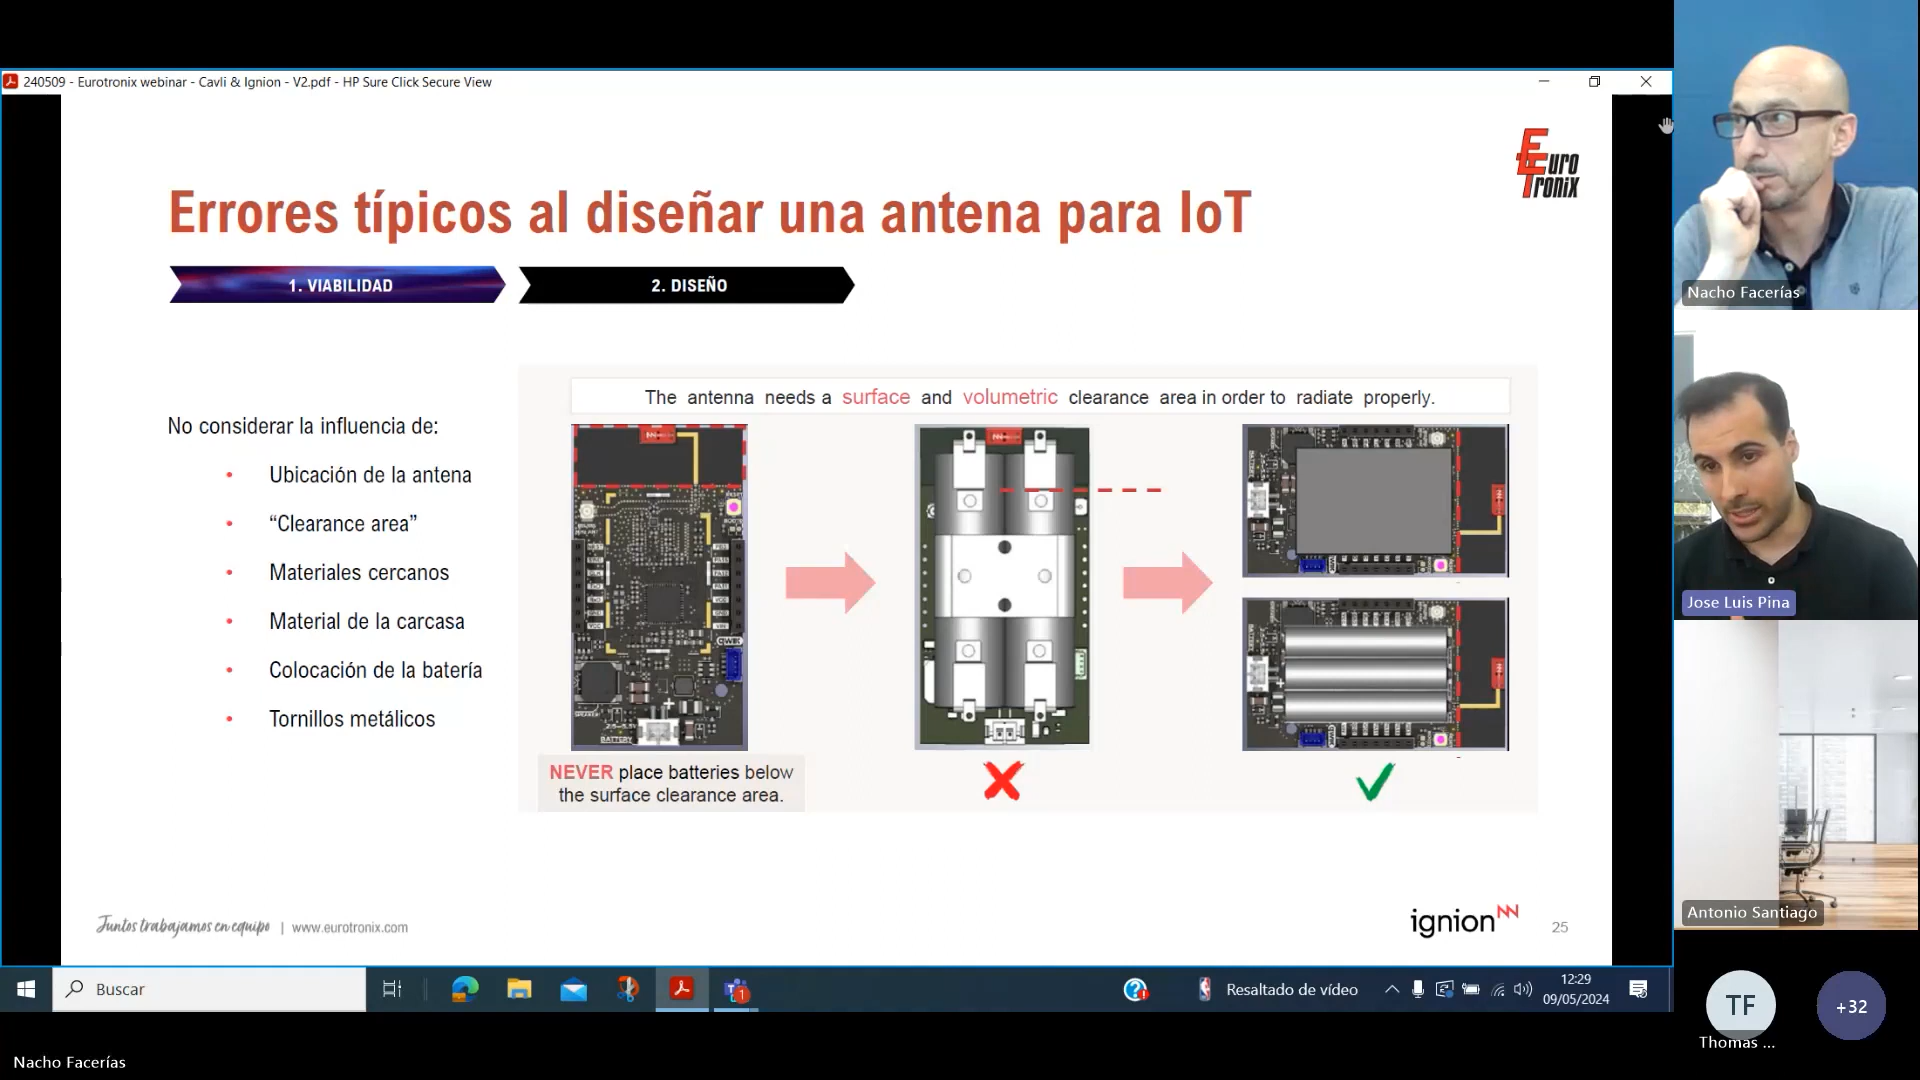 240509 - Eurotronix webinar - Cavli & Ignion - V2.pdf - HP Sure Click Secure View
EURO
TRONIX
Errores típicos al diseñar una antena para IoT
1. VIABILIDAD
2. DISEÑO
The antenna needs a surface and volumetric clearance area in order to radiate properly.
No considerar la influencia de:
• Ubicación de la antena
• “Clearance area”
• Materiales cercanos
• Material de la carcasa
• Colocación de la batería
• Tornillos metálicos
BATTERY
NEVER place batteries below
the surface clearance area.
Juntos trabajamos en equipo | www.eurotronix.com
ignion
25
Buscar
Resaltado de vídeo
12:29
09/05/2024
Nacho Facerías
Jose Luis Pina
Antonio Santiago
TF
Thomas ...
+32
Nacho Facerías